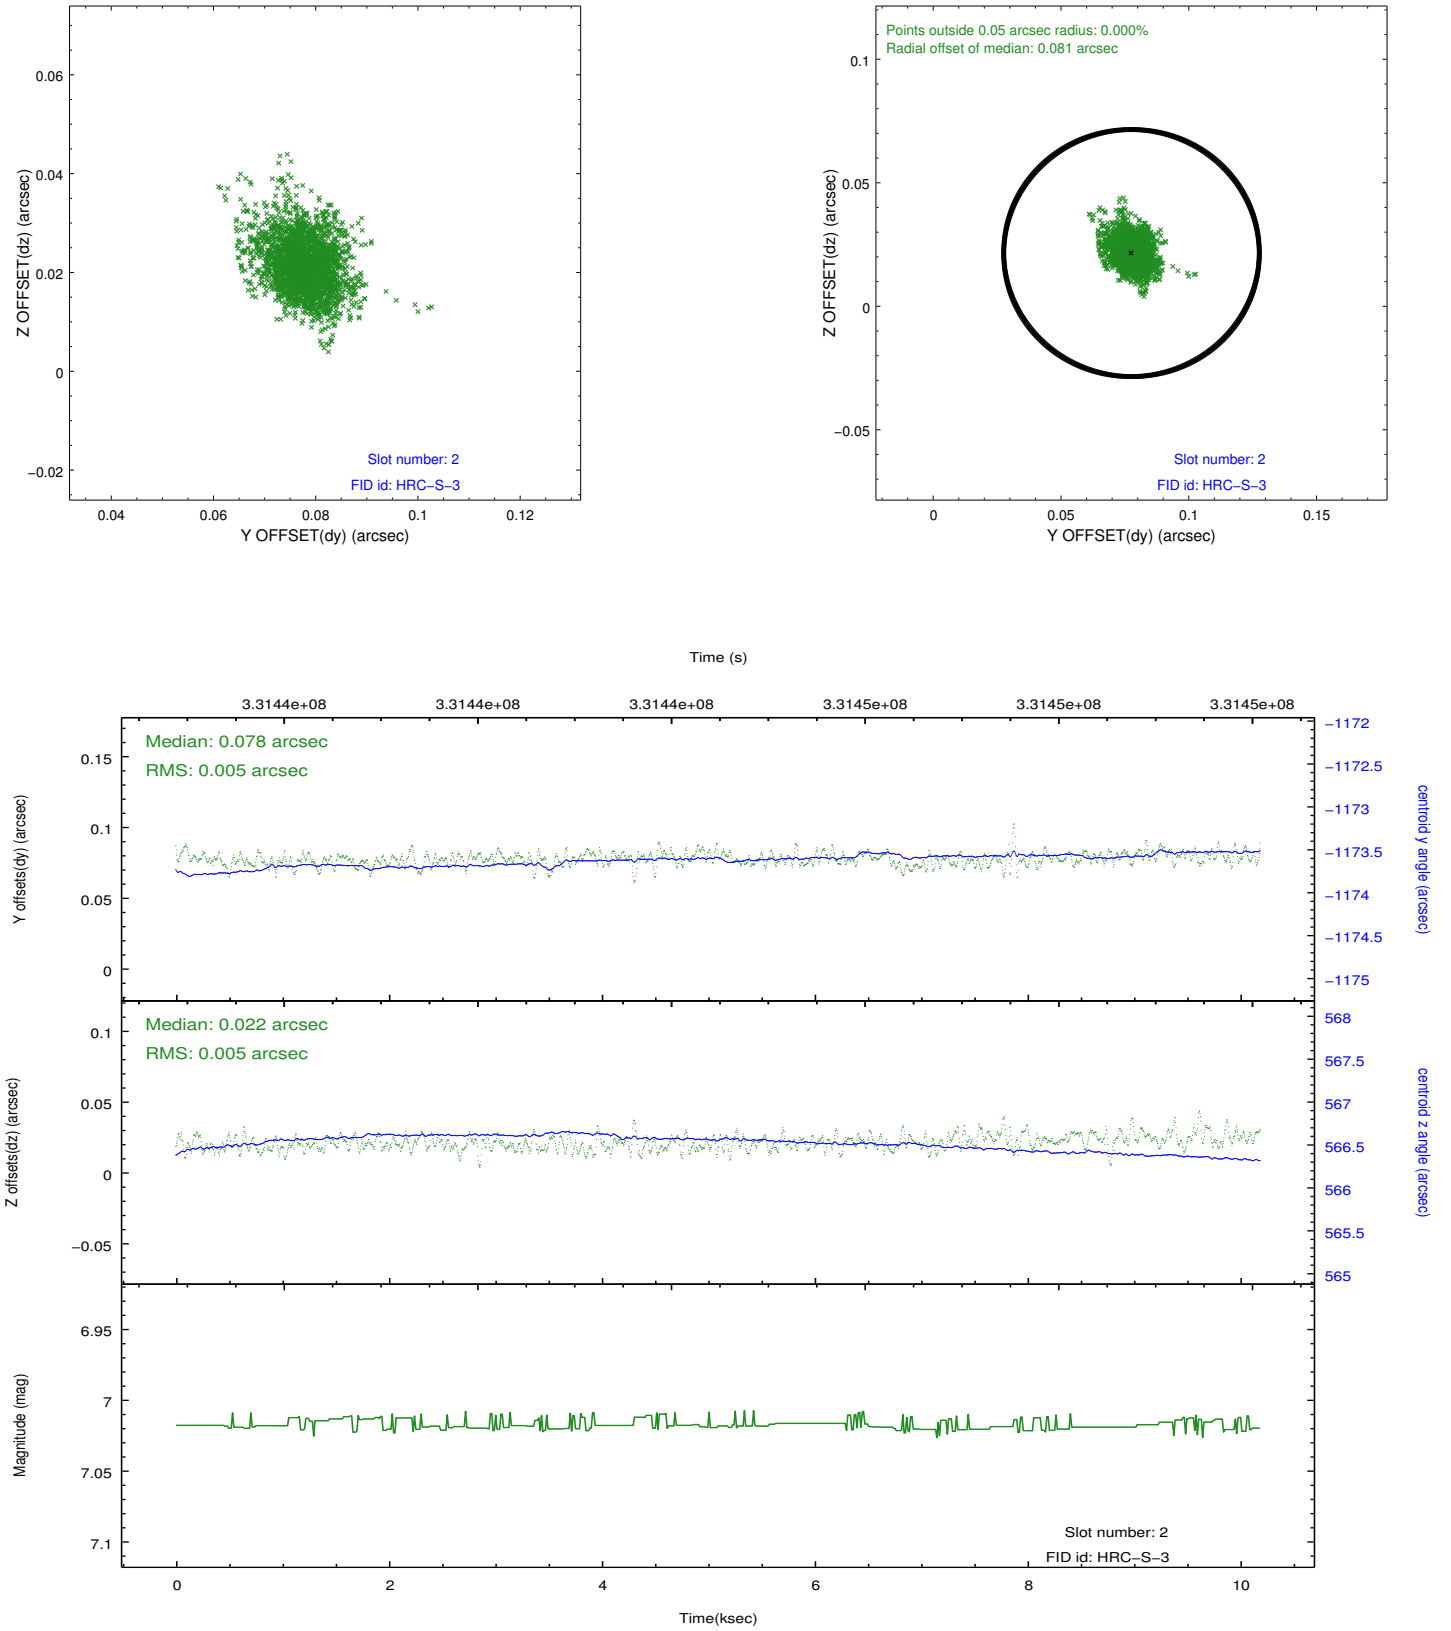 0.06
0.04
0.02
0
−0.02
0.04
0.06
0.08
0.1
0.12
Z OFFSET(dz) (arcsec)
Y OFFSET(dy) (arcsec)
Slot number: 2
FID id: HRC−S−3
Points outside 0.05 arcsec radius: 0.000%
Radial offset of median: 0.081 arcsec
0.1
0.05
0
−0.05
0
0.05
0.1
0.15
Z OFFSET(dz) (arcsec)
Y OFFSET(dy) (arcsec)
Slot number: 2
FID id: HRC−S−3
Time (s)
3.3144e+08
3.3144e+08
3.3144e+08
3.3145e+08
3.3145e+08
3.3145e+08
Median: 0.078 arcsec
RMS: 0.005 arcsec
0.15
0.1
0.05
0
Y offsets(dy) (arcsec)
−1172
−1172.5
−1173
−1173.5
−1174
−1174.5
−1175
centroid y angle (arcsec)
Median: 0.022 arcsec
RMS: 0.005 arcsec
0.1
0.05
0
−0.05
Z offsets(dz) (arcsec)
568
567.5
567
566.5
566
565.5
565
centroid z angle (arcsec)
6.95
7
7.05
7.1
Magnitude (mag)
Slot number: 2
FID id: HRC−S−3
0
2
4
6
8
10
Time(ksec)